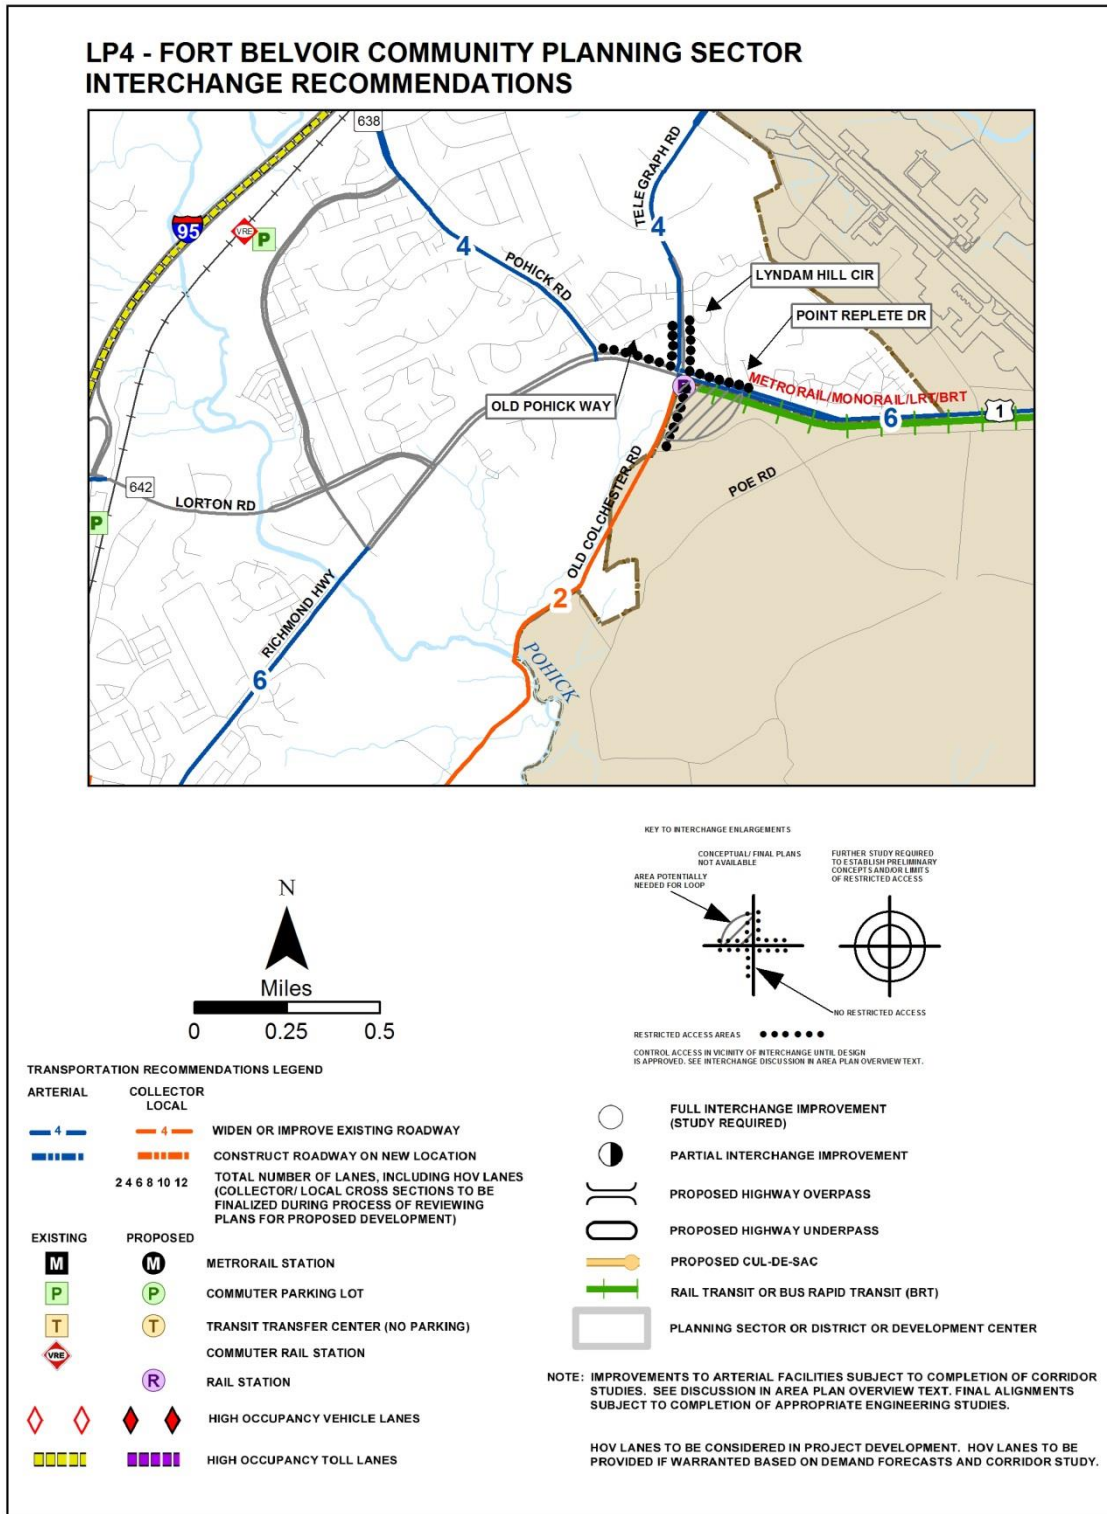 LP4 - FORT BELVOIR COMMUNITY PLANNING SECTOR
INTERCHANGE RECOMMENDATIONS
638
95
VRE
P
4
POHICK RD
TELEGRAPH RD
4
LYNDAM HILL CIR
POINT REPLETE DR
OLD POHICK WAY
R
METRORAIL/MONORAIL/LRT/BRT
6
1
642
LORTON RD
P
POE RD
OLD COLCHESTER RD
2
RICHMOND HWY
6
POHICK
KEY TO INTERCHANGE ENLARGEMENTS
CONCEPTUAL/ FINAL PLANS
NOT AVAILABLE
AREA POTENTIALLY
NEEDED FOR LOOP
FURTHER STUDY REQUIRED
TO ESTABLISH PRELIMINARY
CONCEPTS AND/OR LIMITS
OF RESTRICTED ACCESS
NO RESTRICTED ACCESS
RESTRICTED ACCESS AREAS
CONTROL ACCESS IN VICINITY OF INTERCHANGE UNTIL DESIGN
IS APPROVED. SEE INTERCHANGE DISCUSSION IN AREA PLAN OVERVIEW TEXT.
N
Miles
0 0.25 0.5
TRANSPORTATION RECOMMENDATIONS LEGEND
ARTERIAL COLLECTOR
LOCAL
4 4 WIDEN OR IMPROVE EXISTING ROADWAY
CONSTRUCT ROADWAY ON NEW LOCATION
2 4 6 8 10 12 TOTAL NUMBER OF LANES, INCLUDING HOV LANES
(COLLECTOR/ LOCAL CROSS SECTIONS TO BE
FINALIZED DURING PROCESS OF REVIEWING
PLANS FOR PROPOSED DEVELOPMENT)
EXISTING PROPOSED
M M METRORAIL STATION
P P COMMUTER PARKING LOT
T T TRANSIT TRANSFER CENTER (NO PARKING)
VRE COMMUTER RAIL STATION
R RAIL STATION
HIGH OCCUPANCY VEHICLE LANES
HIGH OCCUPANCY TOLL LANES
FULL INTERCHANGE IMPROVEMENT
(STUDY REQUIRED)
PARTIAL INTERCHANGE IMPROVEMENT
PROPOSED HIGHWAY OVERPASS
PROPOSED HIGHWAY UNDERPASS
PROPOSED CUL-DE-SAC
RAIL TRANSIT OR BUS RAPID TRANSIT (BRT)
PLANNING SECTOR OR DISTRICT OR DEVELOPMENT CENTER
NOTE: IMPROVEMENTS TO ARTERIAL FACILITIES SUBJECT TO COMPLETION OF CORRIDOR
STUDIES. SEE DISCUSSION IN AREA PLAN OVERVIEW TEXT. FINAL ALIGNMENTS
SUBJECT TO COMPLETION OF APPROPRIATE ENGINEERING STUDIES.
HOV LANES TO BE CONSIDERED IN PROJECT DEVELOPMENT. HOV LANES TO BE
PROVIDED IF WARRANTED BASED ON DEMAND FORECASTS AND CORRIDOR STUDY.